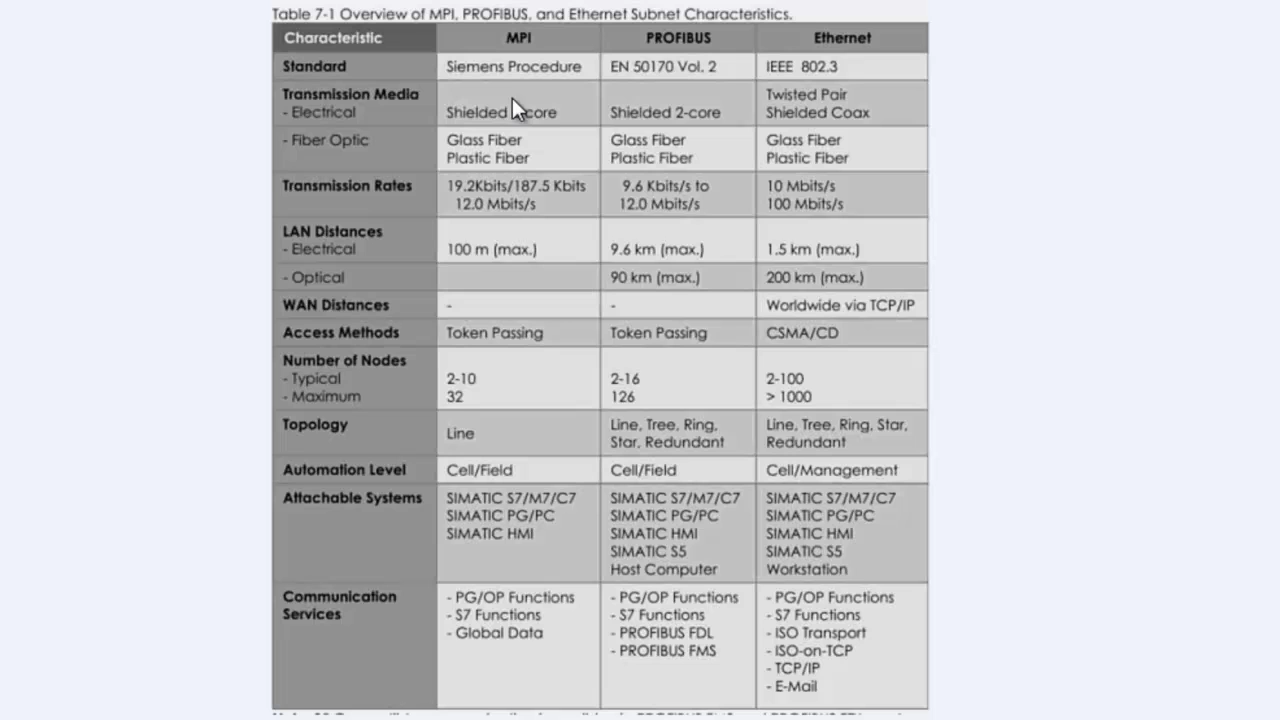 Table 7-1 Overview of MPI, PROFIBUS, and Ethernet Subnet Characteristics.
Characteristic MPI PROFIBUS Ethernet
Standard Siemens Procedure EN 50170 Vol. 2 IEEE 802.3
Transmission Media Twisted Pair
- Electrical Shielded core Shielded 2-core Shielded Coax
- Fiber Optic Glass Fiber Glass Fiber Glass Fiber
Plastic Fiber Plastic Fiber Plastic Fiber
Transmission Rates 19.2Kbits/187.5 Kbits 9.6 Kbits/s to 10 Mbits/s
12.0 Mbits/s 12.0 Mbits/s 100 Mbits/s
LAN Distances
- Electrical 100 m (max.) 9.6 km (max.) 1.5 km (max.)
- Optical 90 km (max.) 200 km (max.)
WAN Distances - - Worldwide via TCP/IP
Access Methods Token Passing Token Passing CSMA/CD
Number of Nodes
- Typical 2-10 2-16 2-100
- Maximum 32 126 > 1000
Topology Line Line, Tree, Ring, Line, Tree, Ring, Star,
Star, Redundant Redundant
Automation Level Cell/Field Cell/Field Cell/Management
Attachable Systems SIMATIC S7/M7/C7 SIMATIC S7/M7/C7 SIMATIC S7/M7/C7
SIMATIC PG/PC SIMATIC PG/PC SIMATIC PG/PC
SIMATIC HMI SIMATIC HMI SIMATIC HMI
SIMATIC S5 SIMATIC S5
Host Computer Workstation
Communication - PG/OP Functions - PG/OP Functions - PG/OP Functions
Services - S7 Functions - S7 Functions - S7 Functions
- Global Data - PROFIBUS FDL - ISO Transport
- PROFIBUS FMS - ISO-on-TCP
- TCP/IP
- E-Mail